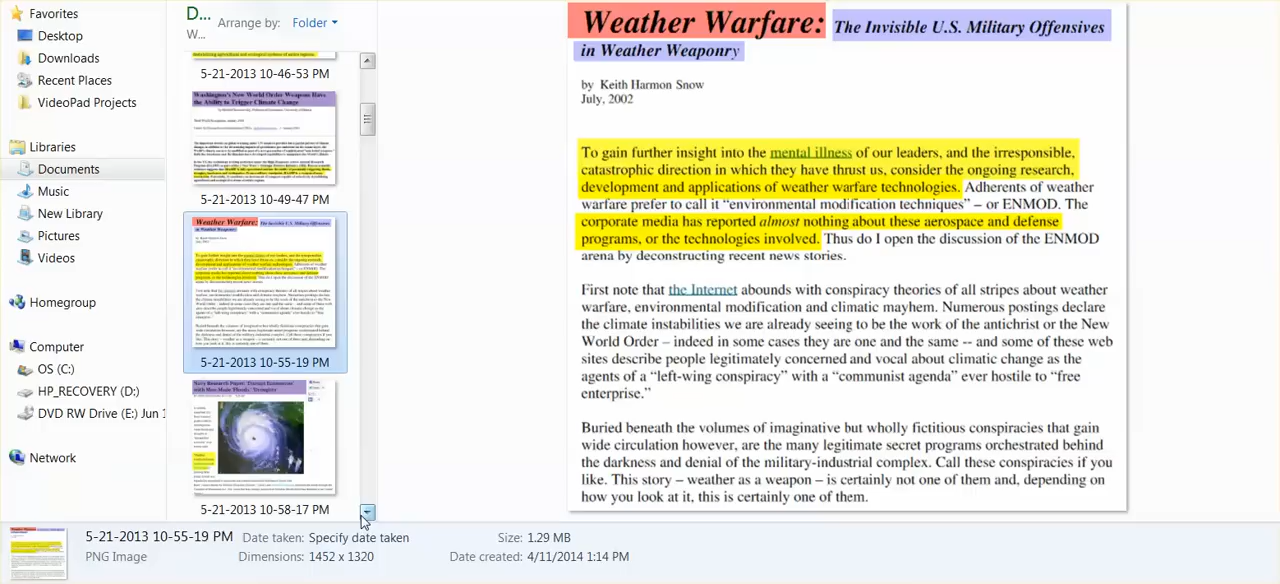 Favorites
Desktop
Downloads
Recent Places
VideoPad Projects
Libraries
Documents
Music
New Library
Pictures
Videos
Homegroup
Computer
OS (C:)
HP_RECOVERY (D:)
DVD RW Drive (E:) Jun 1
Network
D...
W...
Arrange by: Folder
5-21-2013 10-46-53 PM
Washington's New World Order Weapons Have
the Ability to Trigger Climate Change
5-21-2013 10-49-47 PM
Weather Warfare: The Invisible U.S. Military Offensives
in Weather Weaponry
5-21-2013 10-55-19 PM
5-21-2013 10-58-17 PM
Weather Warfare: The Invisible U.S. Military Offensives
in Weather Weaponry
by Keith Harmon Snow
July, 2002
To gain further insight into the mental illness of our leaders, and the irresponsible,
catastrophic direction in which they have thrust us, consider the ongoing research,
development and applications of weather warfare technologies. Adherents of weather
warfare prefer to call it “environmental modification techniques” – or ENMOD. The
corporate media has reported almost nothing about these aerospace and defense
programs, or the technologies involved. Thus do I open the discussion of the ENMOD
arena by deconstructing recent news stories.
First note that the Internet abounds with conspiracy theories of all stripes about weather
warfare, environmental modification and climatic mayhem. Numerous postings declare
the climate instabilities we are already seeing to be the work of the antichrist or the New
World Order – indeed in some cases they are one and the same -- and some of these web
sites describe people legitimately concerned and vocal about climatic change as the
agents of a “left-wing conspiracy” with a “communist agenda” ever hostile to “free
enterprise.”
Buried beneath the volumes of imaginative but wholly fictitious conspiracies that gain
wide circulation however, are the many legitimate secret programs orchestrated behind
the darkness and denial of the military-industrial complex. Call these conspiracies if you
like. This story – weather as a weapon – is certainly not one of them and, depending on
how you look at it, this is certainly one of them.
5-21-2013 10-55-19 PM Date taken: Specify date taken Size: 1.29 MB
PNG Image Dimensions: 1452 x 1320 Date created: 4/11/2014 1:14 PM